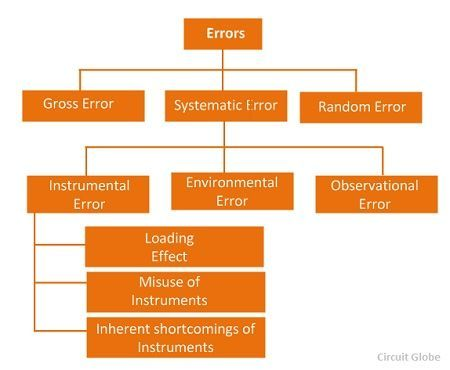 Errors
Gross Error
Systematic Error
Random Error
Instrumental
Error
Environmental
Error
Observational
Error
Loading
Effect
Misuse of
Instruments
Inherent shortcomings of
Instruments
Circuit Globe